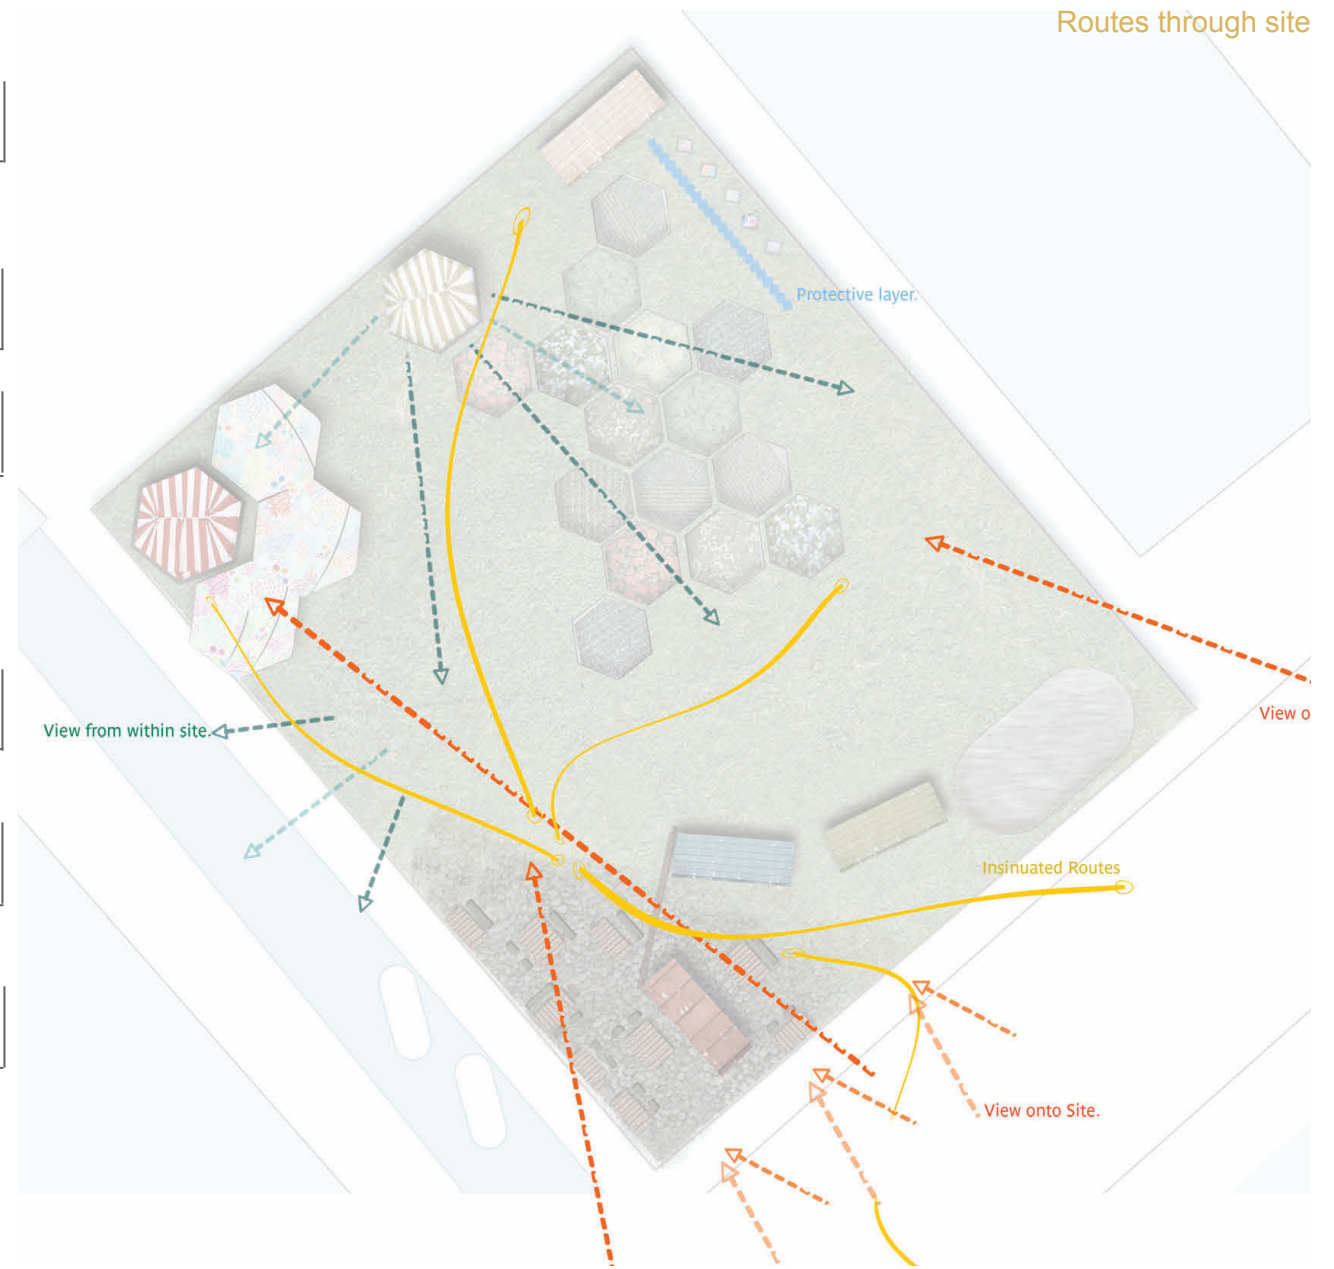 Routes through site
Protective layer.
View o
View from within site.
Insinuated Routes
View onto Site.